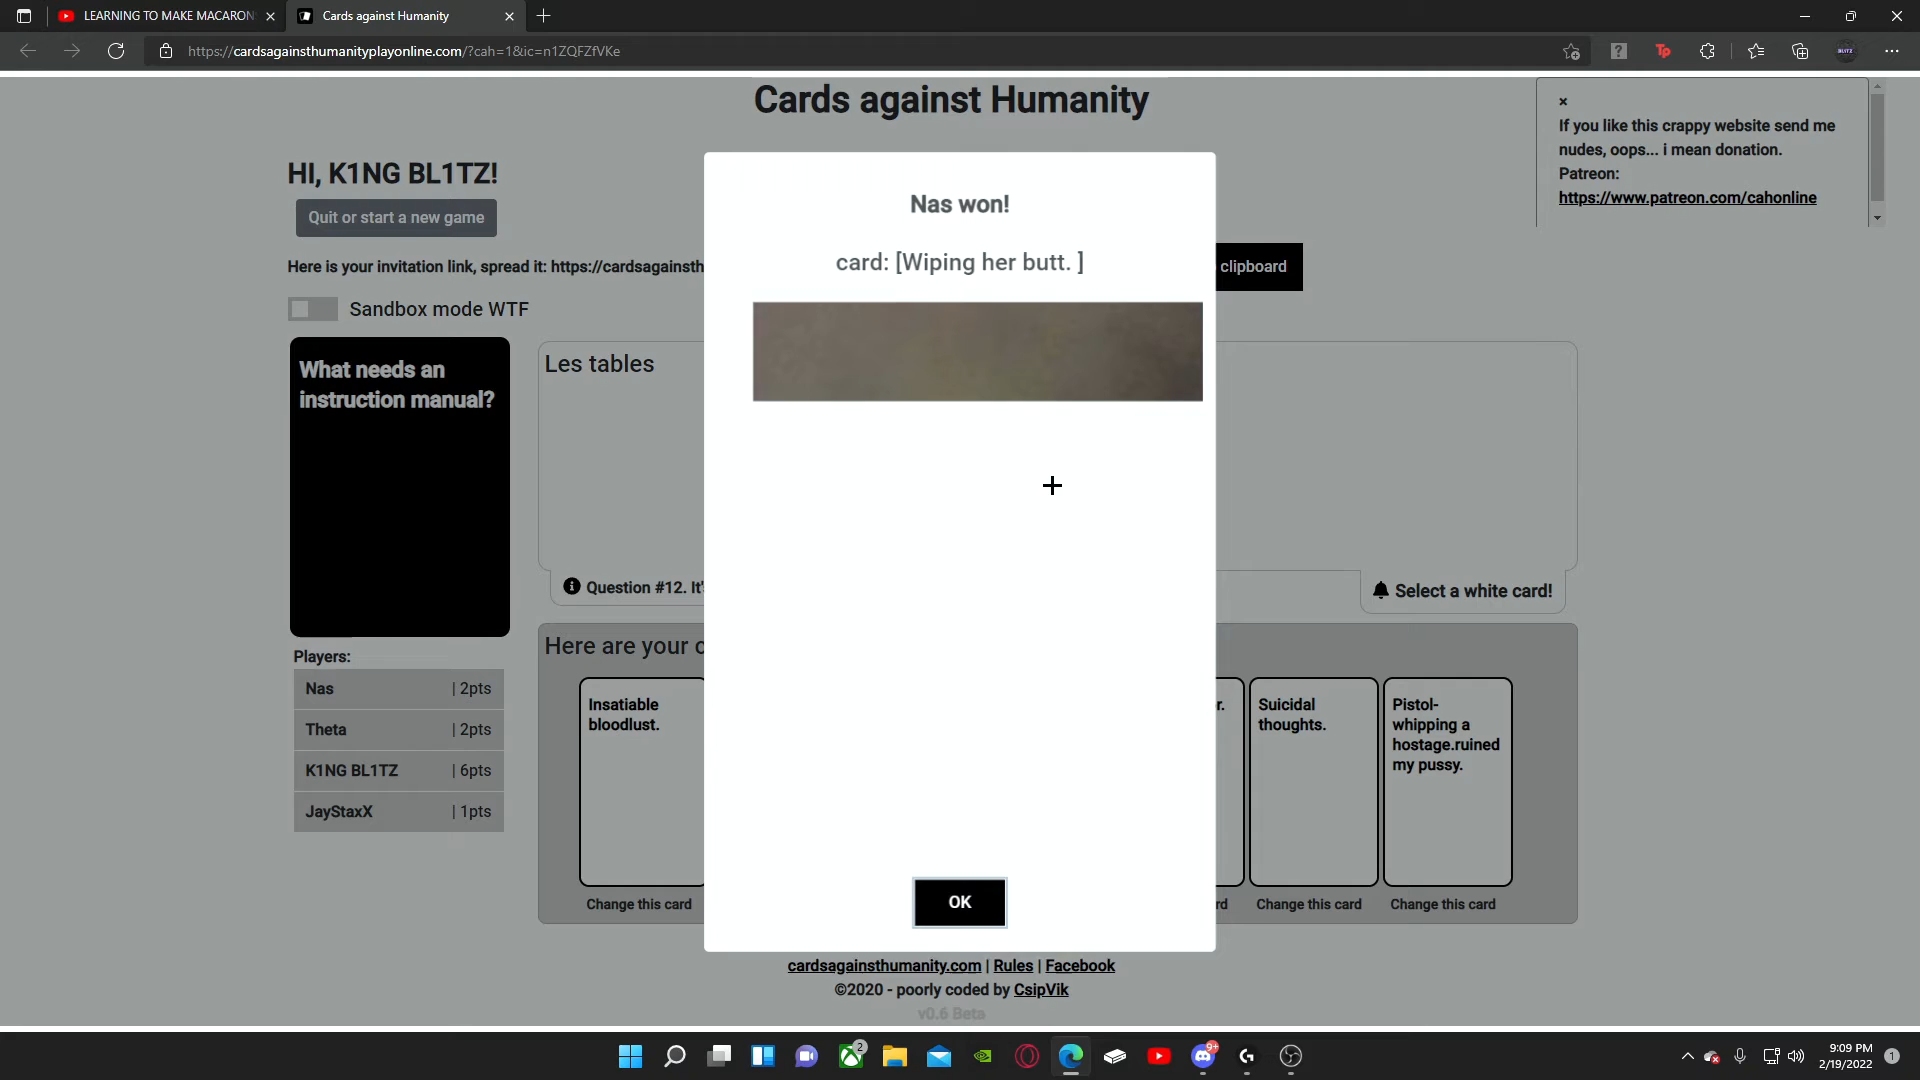 LEARNING TO MAKE MACARON
Cards against Humanity
https://cardsagainsthumanityplayonline.com/?cah=1&ic=n1ZQFZfVKe
Cards against Humanity
×
If you like this crappy website send me
nudes, oops... i mean donation.
Patreon:
https://www.patreon.com/cahonline
HI, K1NG BL1TZ!
Quit or start a new game
Here is your invitation link, spread it: https://cardsagainsth
clipboard
Sandbox mode WTF
Nas won!
card: [Wiping her butt. ]
OK
What needs an
instruction manual?
Les tables
Question #12. It's
Select a white card!
Players:
Nas | 2pts
Theta | 2pts
K1NG BL1TZ | 6pts
JayStaxX | 1pts
Here are your c
Insatiable
bloodlust.
Change this card
r.
rd
Suicidal
thoughts.
Change this card
Pistol-
whipping a
hostage.ruined
my pussy.
Change this card
cardsagainsthumanity.com | Rules | Facebook
©2020 - poorly coded by CsipVik
v0.6 Beta
2
9+
9:09 PM
2/19/2022
1